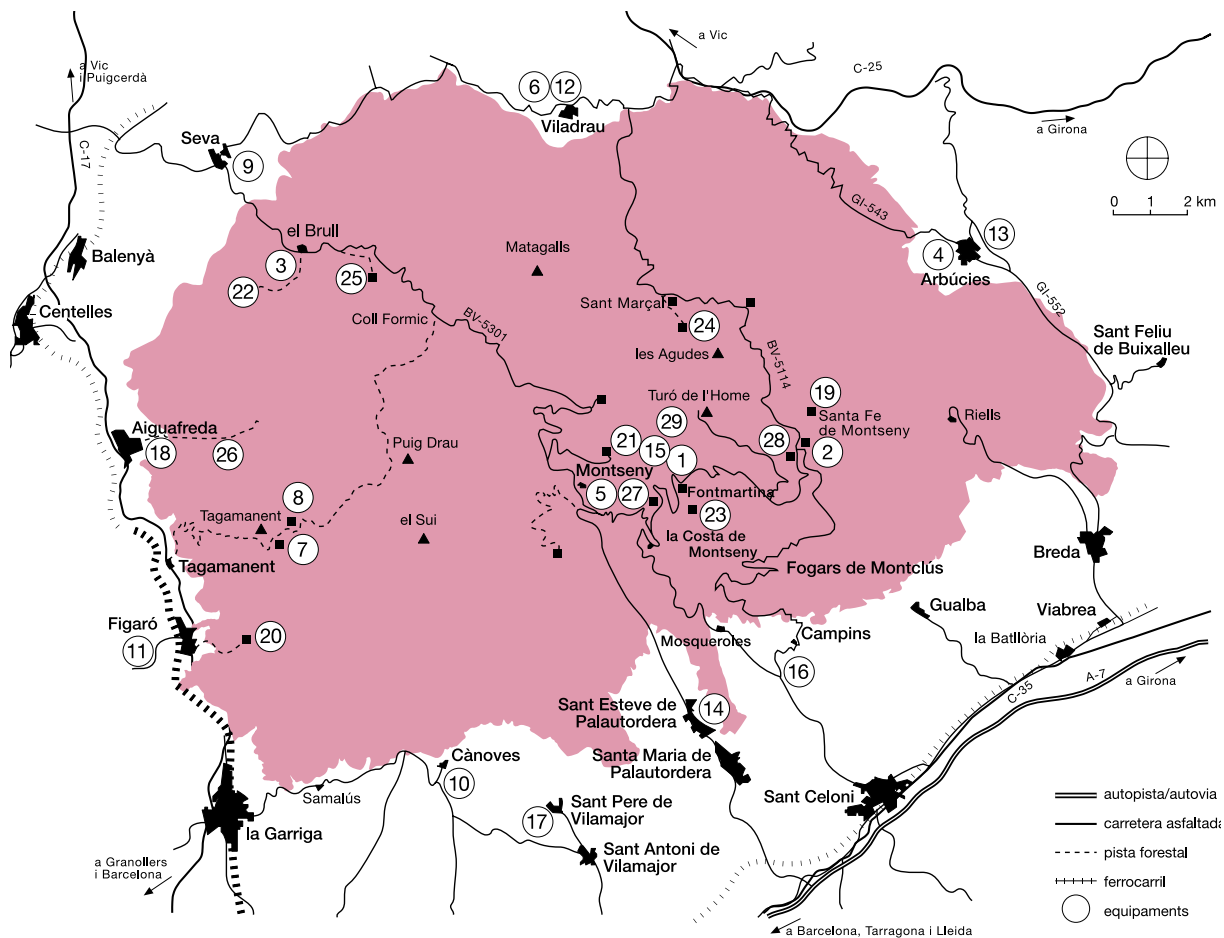 a Vic
i Puigcerdà
a Vic
C-25
a Girona
C-17
6
12
Viladrau
Seva
9
0 1 2 km
GI-543
13
4
Arbúcies
el Brull
Balenyà
Matagalls
3
22
25
Centelles
Sant Marçal
Coll Formic
BV-5301
24
GI-552
Sant Feliu
de Buixalleu
les Agudes
BV-5114
19
Turó de l'Home
Santa Fe
de Montseny
Riells
29
Aiguafreda
18
26
Puig Drau
21
15
28
2
Montseny
1
8
5
27
Fontmartina
Tagamanent
el Sui
23
7
la Costa de
Montseny
Breda
Tagamanent
Fogars de Montclús
Gualba
Viabrea
Figaró
20
Mosqueroles
Campins
la Batllòria
11
16
C-35
A-7
a Girona
Sant Esteve de
Palautordera
14
Cànoves
Santa Maria de
Palautordera
10
Samalús
Sant Celoni
autopista/autovia
la Garriga
17
Sant Pere de
Vilamajor
carretera asfaltada
Sant Antoni de
Vilamajor
pista forestal
a Granollers
i Barcelona
ferrocarril
equipaments
a Barcelona, Tarragona i Lleida